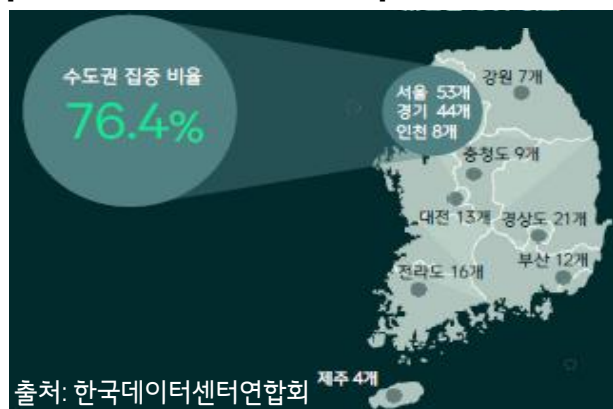 수도권 집중 비율
76.4%
서울 53개
경기 44개
인천 8개
강원 7개
충청도 9개
대전 13개
경상도 21개
부산 12개
전라도 16개
제주 4개
출처: 한국데이터센터연합회